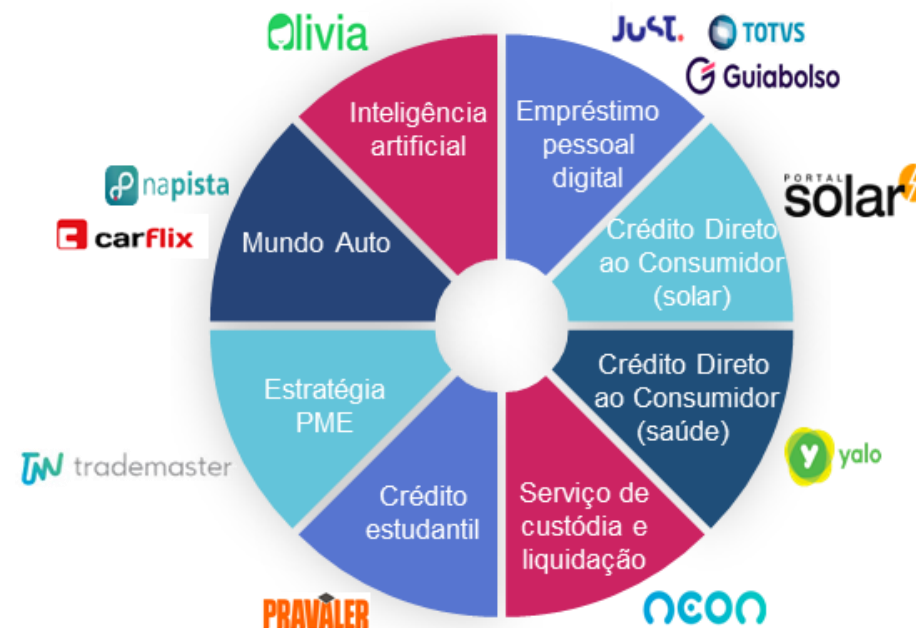 Olivia
Just.
TOTVS
Guiabolso
Inteligência
artificial
Empréstimo
pessoal
digital
napista
carflix
Mundo Auto
PORTAL
solar
Crédito Direto
ao Consumidor
(solar)
Estratégia
PME
Crédito Direto
ao Consumidor
(saúde)
TM trademaster
y yalo
Crédito
estudantil
Serviço de
custódia e
liquidação
PRAVALER
neon